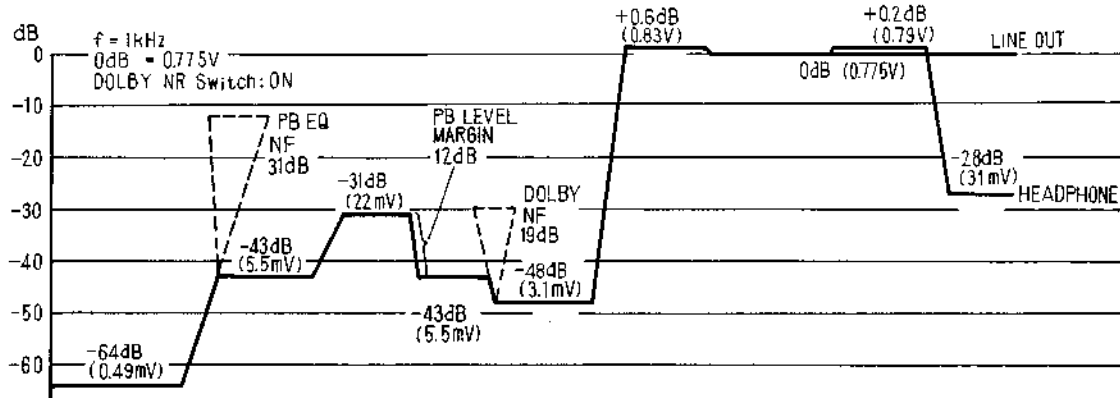 dB
f = 1kHz
0dB = 0.775V
DOLBY NR Switch: ON
0
-10
-20
-30
-40
-50
-60
-64dB
(0.49mV)
PB EQ
NF
31dB
-43dB
(5.5mV)
-31dB
(22mV)
PB LEVEL
MARGIN
12dB
-43dB
(5.5mV)
DOLBY
NF
19dB
-48dB
(3.1mV)
+0.6dB
(0.83V)
+0.2dB
(0.79V)
0dB (0.775V)
LINE OUT
-28dB
(31mV)
HEADPHONE